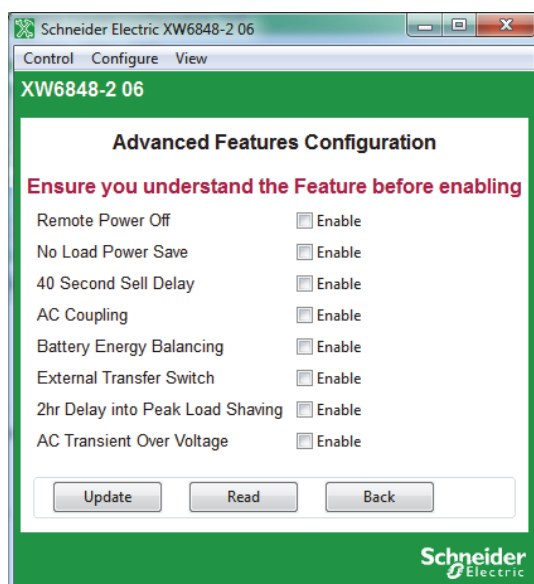 Schneider Electric XW6848-2 06
Control Configure View
XW6848-2 06
Advanced Features Configuration
Ensure you understand the Feature before enabling
Remote Power Off Enable
No Load Power Save Enable
40 Second Sell Delay Enable
AC Coupling Enable
Battery Energy Balancing Enable
External Transfer Switch Enable
2hr Delay into Peak Load Shaving Enable
AC Transient Over Voltage Enable
Update Read Back
Schneider
Electric